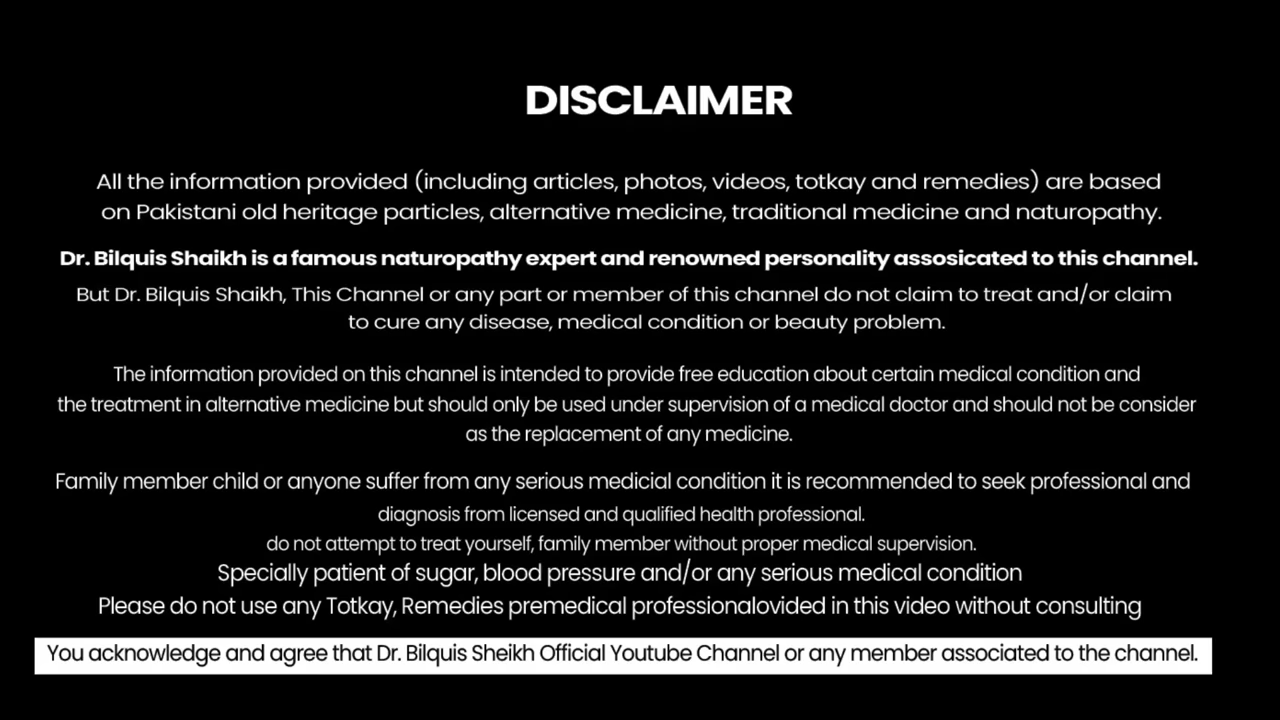 DISCLAIMER
All the information provided (including articles, photos, videos, totkay and remedies) are based
on Pakistani old heritage particles, alternative medicine, traditional medicine and naturopathy.
Dr. Bilquis Shaikh is a famous naturopathy expert and renowned personality assosicated to this channel.
But Dr. Bilquis Shaikh, This Channel or any part or member of this channel do not claim to treat and/or claim
to cure any disease, medical condition or beauty problem.
The information provided on this channel is intended to provide free education about certain medical condition and
the treatment in alternative medicine but should only be used under supervision of a medical doctor and should not be consider
as the replacement of any medicine.
Family member child or anyone suffer from any serious medicial condition it is recommended to seek professional and
diagnosis from licensed and qualified health professional.
do not attempt to treat yourself, family member without proper medical supervision.
Specially patient of sugar, blood pressure and/or any serious medical condition
Please do not use any Totkay, Remedies premedical professionalovided in this video without consulting
You acknowledge and agree that Dr. Bilquis Sheikh Official Youtube Channel or any member associated to the channel.